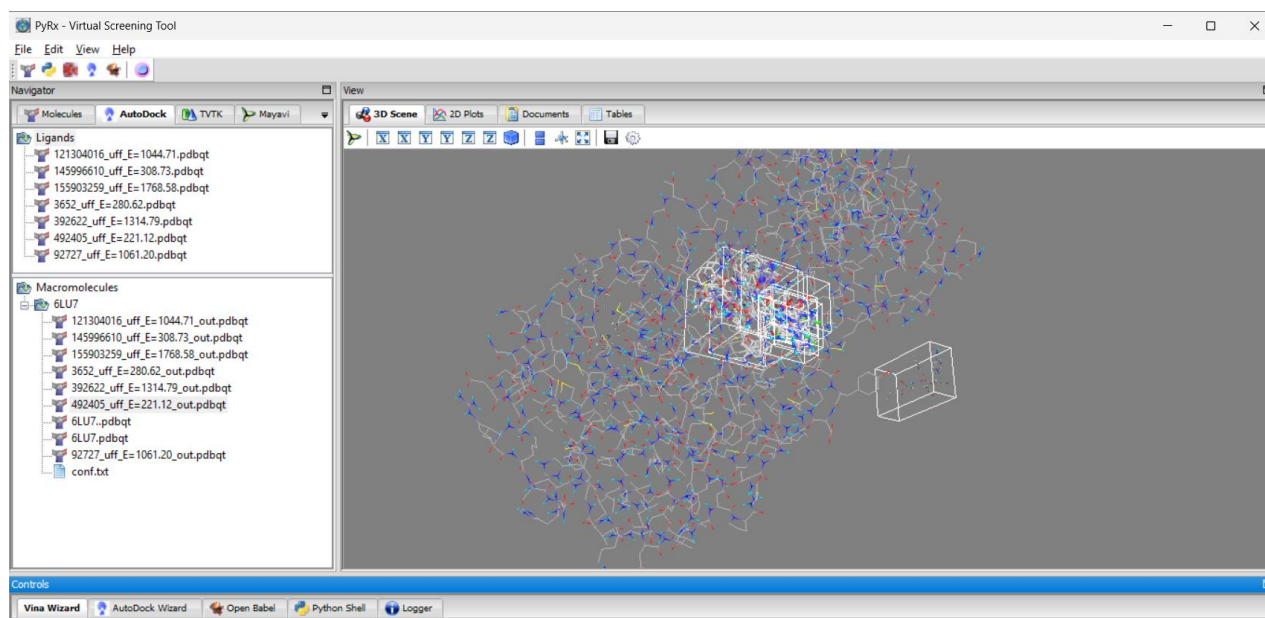 PyRx - Virtual Screening Tool
File Edit View Help
Navigator
Molecules AutoDock TVTK Mayavi
Ligands
121304016_uff_E=1044.71.pdbqt
145996610_uff_E=308.73.pdbqt
155903259_uff_E=1768.58.pdbqt
3652_uff_E=280.62.pdbqt
392622_uff_E=1314.79.pdbqt
492405_uff_E=221.12.pdbqt
92727_uff_E=1061.20.pdbqt
Macromolecules
6LU7
121304016_uff_E=1044.71_out.pdbqt
145996610_uff_E=308.73_out.pdbqt
155903259_uff_E=1768.58_out.pdbqt
3652_uff_E=280.62_out.pdbqt
392622_uff_E=1314.79_out.pdbqt
492405_uff_E=221.12_out.pdbqt
6LU7..pdbqt
6LU7.pdbqt
92727_uff_E=1061.20_out.pdbqt
conf.txt
View
3D Scene 2D Plots Documents Tables
X X Y Y Z Z
Controls
Vina Wizard AutoDock Wizard Open Babel Python Shell Logger